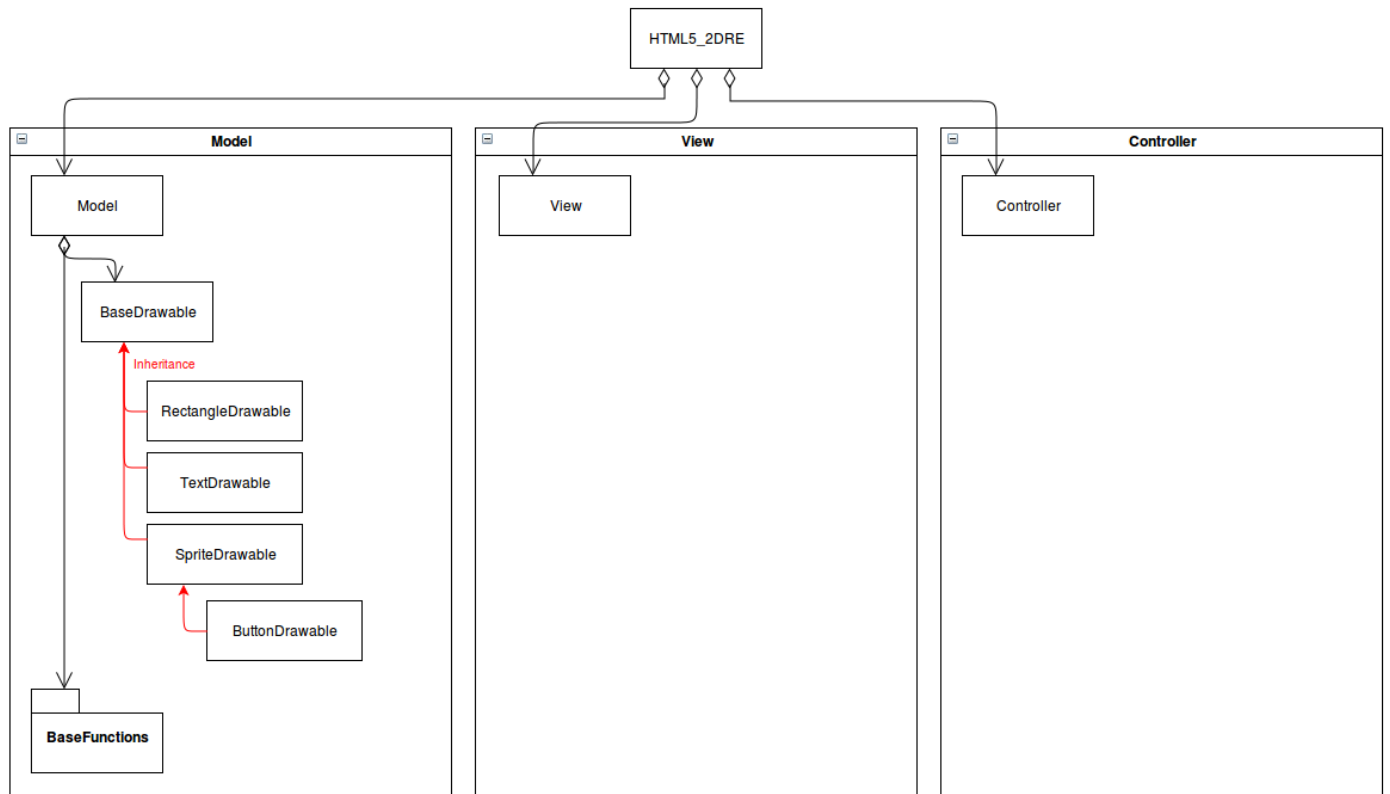 HTML5_2DRE
Model
View
Controller
Model
View
Controller
BaseDrawable
Inheritance
RectangleDrawable
TextDrawable
SpriteDrawable
ButtonDrawable
BaseFunctions